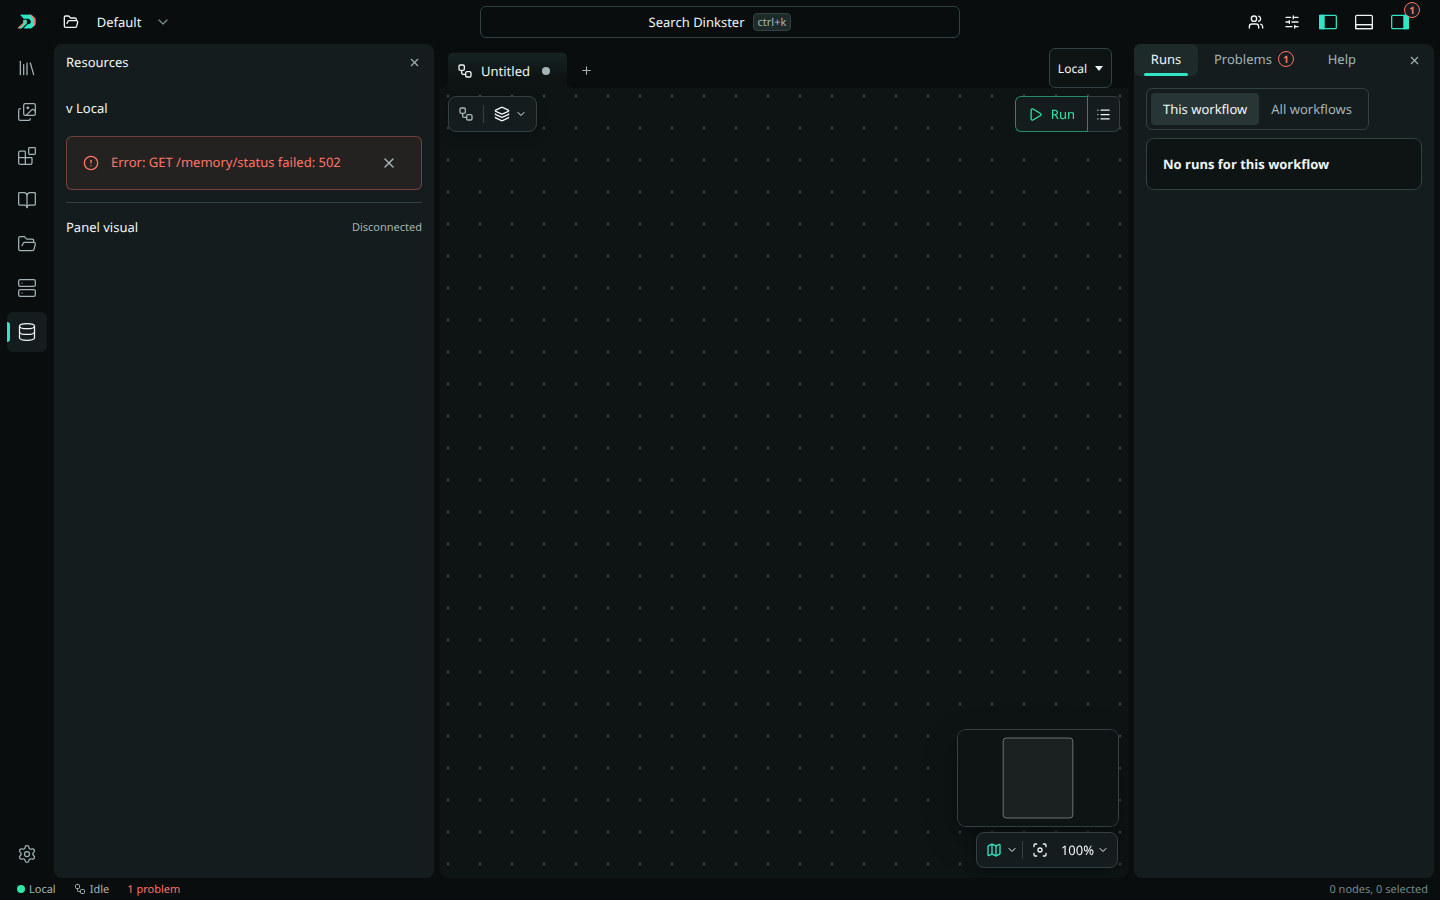 Default
Search Dinkster ctrl+k
1
Resources
v Local
Error: GET /memory/status failed: 502
Panel visual
Disconnected
Untitled
Local
Run
100%
Runs
Problems 1
Help
This workflow
All workflows
No runs for this workflow
Local
Idle
1 problem
0 nodes, 0 selected